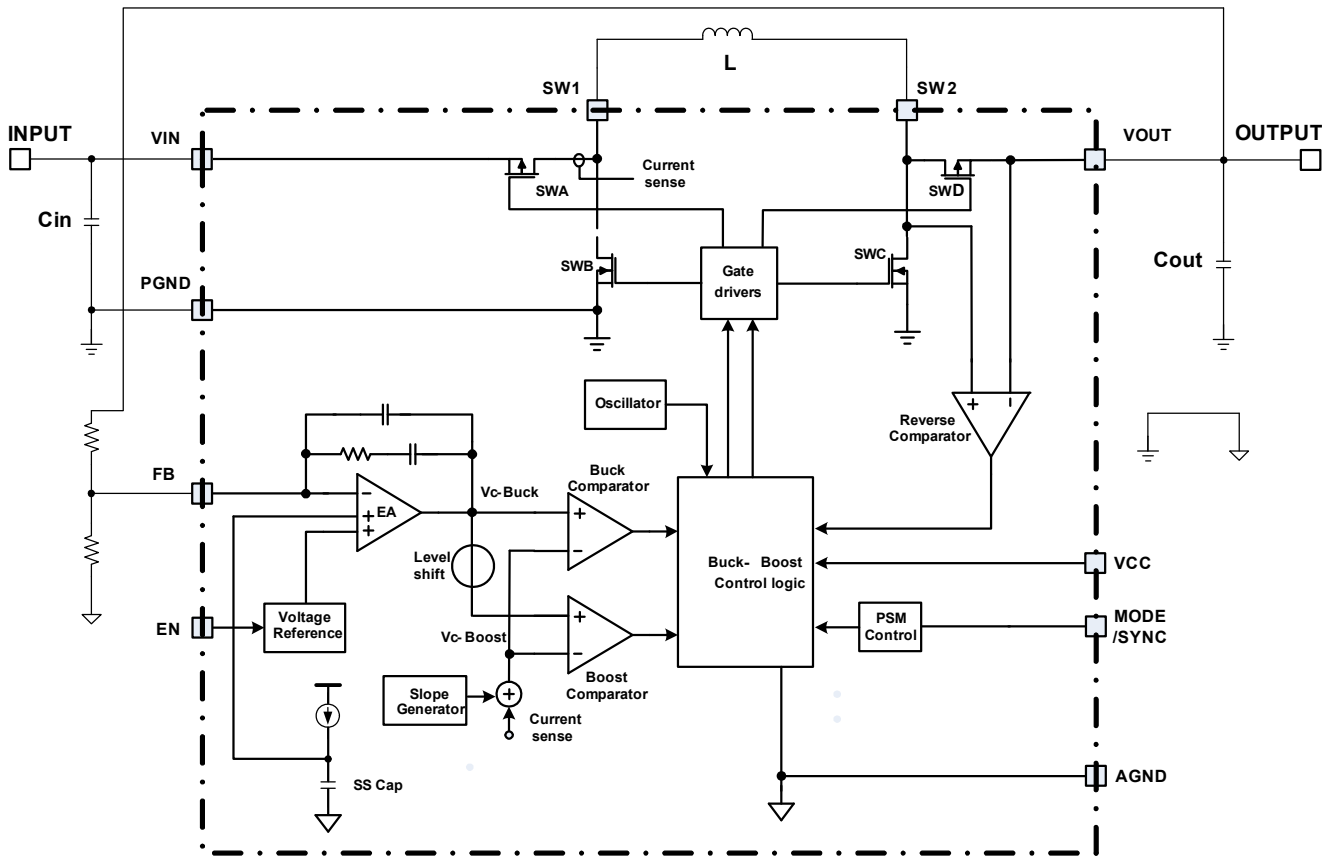 L
SW1
SW2
INPUT
VIN
VOUT
OUTPUT
Current
sense
SWA
SWD
Cin
SWB
Gate
drivers
SWC
Cout
PGND
Oscillator
+
−
Reverse
Comparator
FB
−
EA
+
+
Vc-Buck
Buck
Comparator
+
−
Level
shift
Buck- Boost
Control logic
VCC
EN
Voltage
Reference
Vc-Boost
+
−
Boost
Comparator
PSM
Control
MODE
/SYNC
Slope
Generator
+
Current
sense
SS Cap
AGND